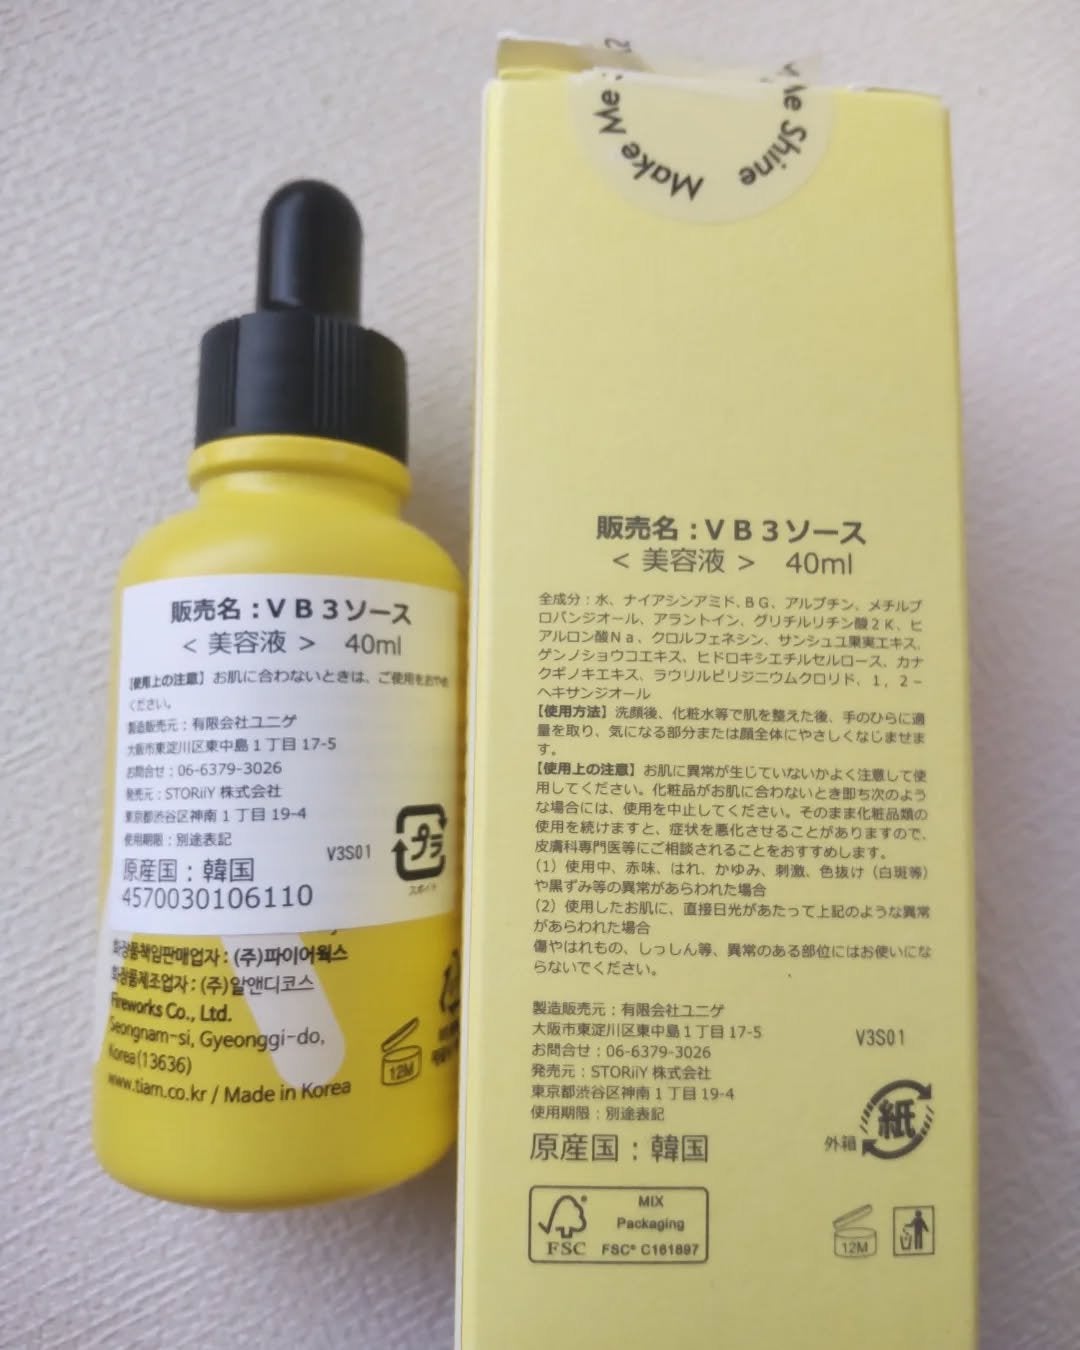 Make Me
Me Shine
販売名：ＶＢ３ソース
＜ 美容液 ＞ 40ml
【使用上の注意】お肌に合わないときは、ご使用をおやめ
ください。
製造販売元：有限会社ユニゲ
大阪市東淀川区東中島１丁目 17-5
お問合せ：06-6379-3026
発売元：STORiiY 株式会社
東京都渋谷区神南１丁目 19-4
使用期限：別途表記
V3S01
プラ
スポイト
原産国：韓国
4570030106110
화장품책임판매업자 : (주)파이어웍스
화장품제조업자 : (주)알앤디코스
Fireworks Co., Ltd.
Seongnam-si, Gyeonggi-do,
Korea (13636)
www.tiam.co.kr / Made in Korea
12M
販売名：ＶＢ３ソース
＜ 美容液 ＞ 40ml
全成分：水、ナイアシンアミド、ＢＧ、アルブチン、メチルプ
ロパンジオール、アラントイン、グリチルリチン酸２Ｋ、ヒ
アルロン酸Ｎａ、クロルフェネシン、サンシュユ果実エキス、
ゲンノショウコエキス、ヒドロキシエチルセルロース、カナ
クギノキエキス、ラウリルピリジニウムクロリド、１，２－
ヘキサンジオール
【使用方法】洗顔後、化粧水等で肌を整えた後、手のひらに適
量を取り、気になる部分または顔全体にやさしくなじませま
す。
【使用上の注意】お肌に異常が生じていないかよく注意して使
用してください。化粧品がお肌に合わないとき即ち次のよう
な場合には、使用を中止してください。そのまま化粧品類の
使用を続けますと、症状を悪化させることがありますので、
皮膚科専門医等にご相談されることをおすすめします。
（1）使用中、赤味、はれ、かゆみ、刺激、色抜け（白斑等）
や黒ずみ等の異常があらわれた場合
（2）使用したお肌に、直接日光があたって上記のような異常
があらわれた場合
傷やはれもの、しっしん等、異常のある部位にはお使いにな
らないでください。
製造販売元：有限会社ユニゲ
大阪市東淀川区東中島１丁目 17-5
お問合せ：06-6379-3026
発売元：STORiiY 株式会社
東京都渋谷区神南１丁目 19-4
使用期限：別途表記
V3S01
原産国：韓国
外箱
紙
FSC
MIX
Packaging
FSC® C161897
12M